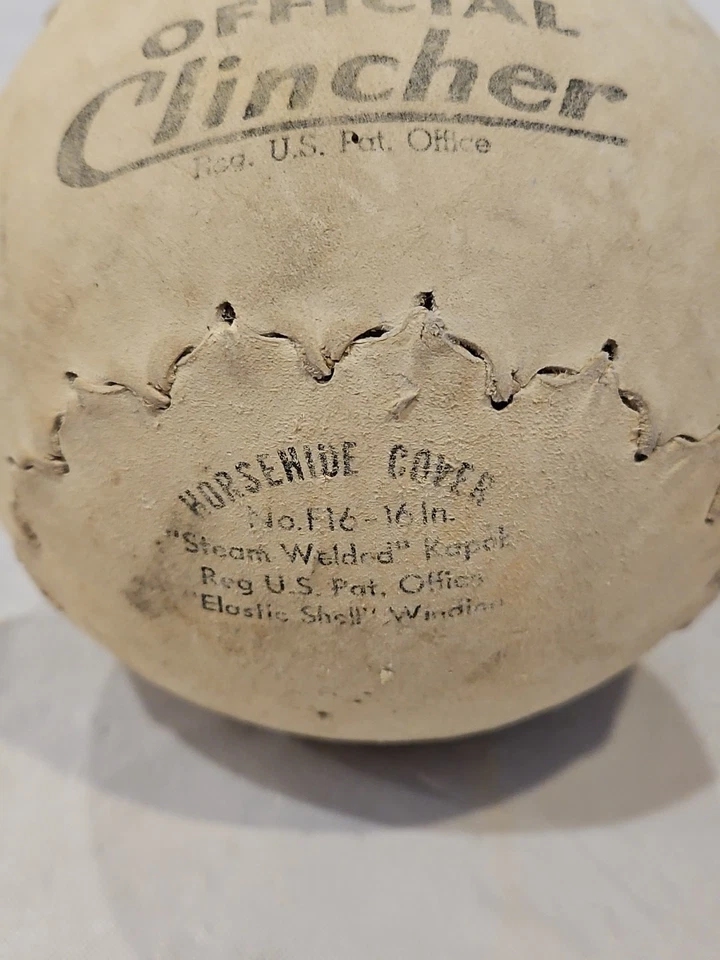 OFFICIAL
Clincher
Reg. U.S. Pat. Office
HORSEHIDE COVER
No. F16-16 In.
"Steam Welded" Kapok
Reg U.S. Pat. Office
"Elastic Shell" Winding